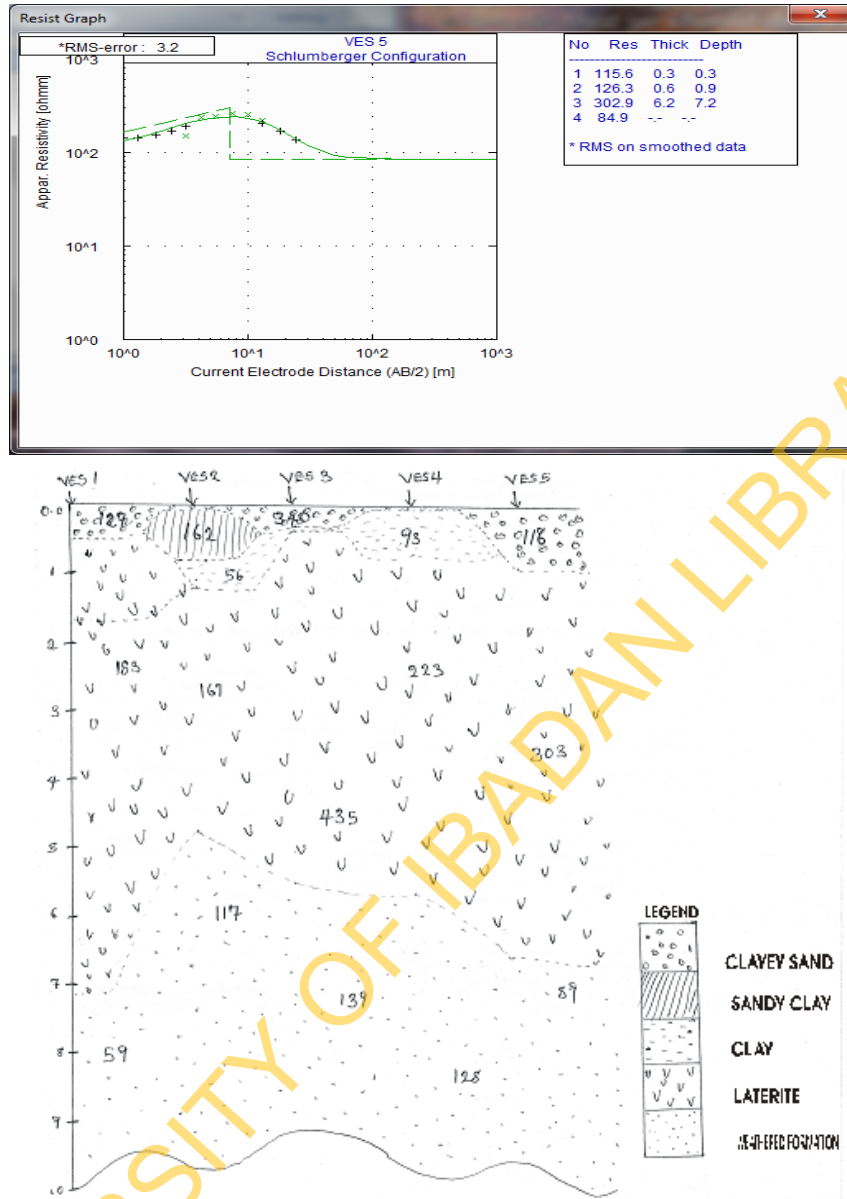 Resist Graph
*RMS-error : 3.2
VES 5
Schlumberger Configuration
Appar. Resistivity [ohmm]
10^3
10^2
10^1
10^0
10^0 10^1 10^2 10^3
Current Electrode Distance (AB/2) [m]
No Res Thick Depth
1 115.6 0.3 0.3
2 126.3 0.6 0.9
3 302.9 6.2 7.2
4 84.9 -.- -.-
* RMS on smoothed data
VES 1 VES2 VES 3 VES4 VES5
0.0
162 93 118
56
1
2
183 167 223
3
303
4
435
5
6
117
7
139 89
8
59 128
9
10
LEGEND
CLAYEY SAND
SANDY CLAY
CLAY
LATERITE
WEATHERED FORMATION
UNIVERSITY OF IBADAN LIBRA